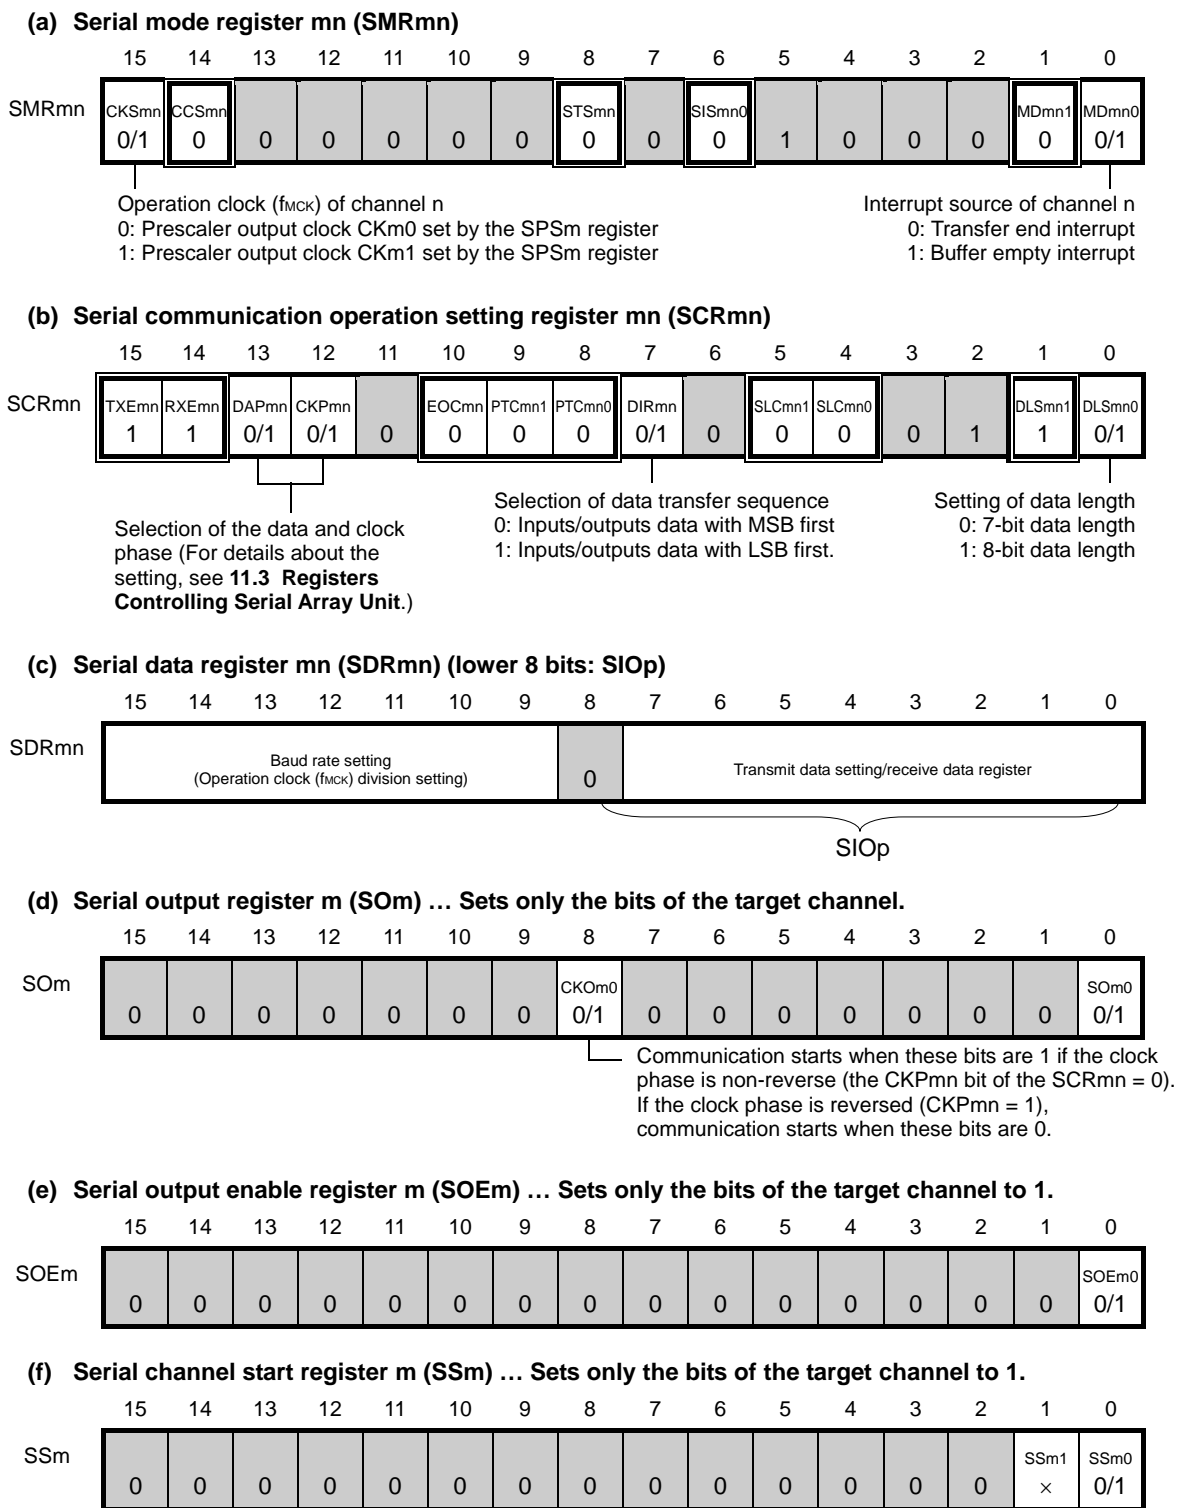 (a) Serial mode register mn (SMRmn)
15 14 13 12 11 10 9 8 7 6 5 4 3 2 1 0
SMRmn CKSmn CCSmn STSmn SISmn0 MDmn1 MDmn0
0/1 0 0 0 0 0 0 0 0 0 1 0 0 0 0 0/1
Operation clock (fMCK) of channel n
0: Prescaler output clock CKm0 set by the SPSm register
1: Prescaler output clock CKm1 set by the SPSm register
Interrupt source of channel n
0: Transfer end interrupt
1: Buffer empty interrupt
(b) Serial communication operation setting register mn (SCRmn)
15 14 13 12 11 10 9 8 7 6 5 4 3 2 1 0
SCRmn TXEmn RXEmn DAPmn CKPmn EOCmn PTCmn1 PTCmn0 DIRmn SLCmn1 SLCmn0 DLSmn1 DLSmn0
1 1 0/1 0/1 0 0 0 0 0/1 0 0 0 0 1 1 0/1
Selection of the data and clock
phase (For details about the
setting, see 11.3 Registers
Controlling Serial Array Unit.)
Selection of data transfer sequence
0: Inputs/outputs data with MSB first
1: Inputs/outputs data with LSB first.
Setting of data length
0: 7-bit data length
1: 8-bit data length
(c) Serial data register mn (SDRmn) (lower 8 bits: SIOp)
15 14 13 12 11 10 9 8 7 6 5 4 3 2 1 0
SDRmn
Baud rate setting
(Operation clock (fMCK) division setting)
0
Transmit data setting/receive data register
SIOp
(d) Serial output register m (SOm) … Sets only the bits of the target channel.
15 14 13 12 11 10 9 8 7 6 5 4 3 2 1 0
SOm CKOm0 SOm0
0 0 0 0 0 0 0 0/1 0 0 0 0 0 0 0 0/1
Communication starts when these bits are 1 if the clock
phase is non-reverse (the CKPmn bit of the SCRmn = 0).
If the clock phase is reversed (CKPmn = 1),
communication starts when these bits are 0.
(e) Serial output enable register m (SOEm) … Sets only the bits of the target channel to 1.
15 14 13 12 11 10 9 8 7 6 5 4 3 2 1 0
SOEm SOEm0
0 0 0 0 0 0 0 0 0 0 0 0 0 0 0 0/1
(f) Serial channel start register m (SSm) … Sets only the bits of the target channel to 1.
15 14 13 12 11 10 9 8 7 6 5 4 3 2 1 0
SSm SSm1 SSm0
0 0 0 0 0 0 0 0 0 0 0 0 0 0 × 0/1